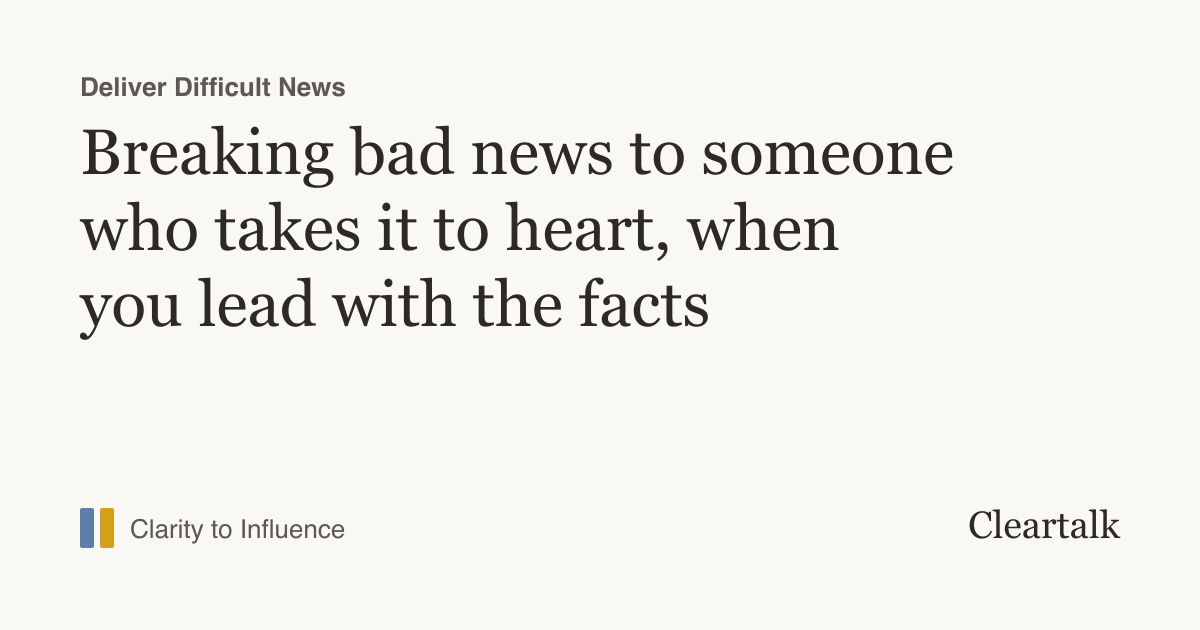 Deliver Difficult News
Breaking bad news to someone
who takes it to heart, when
you lead with the facts
Clarity to Influence
Cleartalk